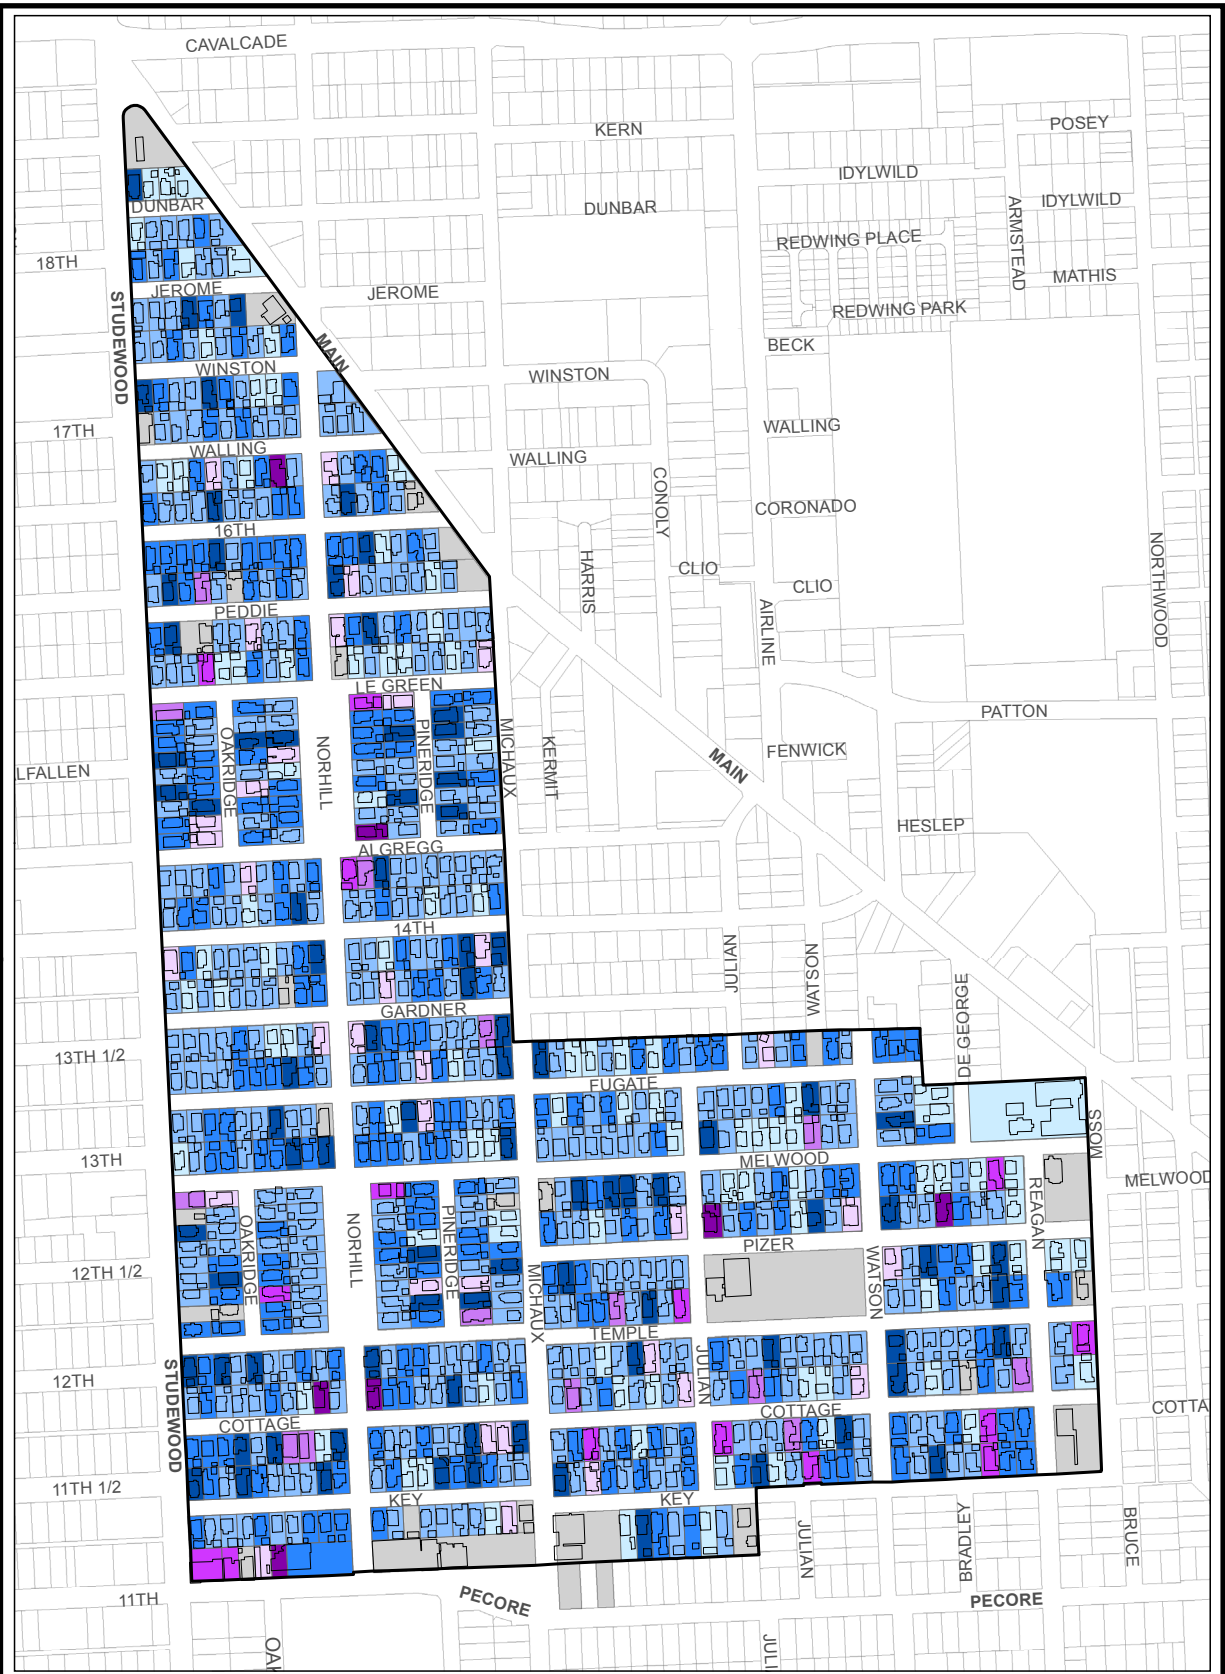 CAVALCADE
KERN
POSEY
IDYLWILD
DUNBAR
DUNBAR
IDYLWILD
ARMSTEAD
REDWING PLACE
18TH
MATHIS
JEROME
JEROME
REDWING PARK
STUDEWOOD
MAIN
BECK
WINSTON
WINSTON
17TH
WALLING
WALLING
WALLING
CONOLY
CORONADO
16TH
NORTHWOOD
HARRIS
CLIO
CLIO
PEDDIE
AIRLINE
LE GREEN
PATTON
OAKRIDGE
NORHILL
PINERIDGE
MICHAUX
KERMIT
MAIN
FENWICK
LFALLEN
HESLEP
ALGREGG
14TH
JULIAN
WATSON
DE GEORGE
GARDNER
13TH 1/2
FUGATE
MOSS
13TH
MELWOOD
MELWOOD
REAGAN
OAKRIDGE
NORHILL
PINERIDGE
PIZER
12TH 1/2
MICHAUX
WATSON
TEMPLE
JULIAN
STUDEWOOD
12TH
COTTAGE
COTTAGE
COTTA
11TH 1/2
KEY
KEY
JULIAN
BRADLEY
BRUCE
11TH
PECORE
PECORE
OAK
JULI